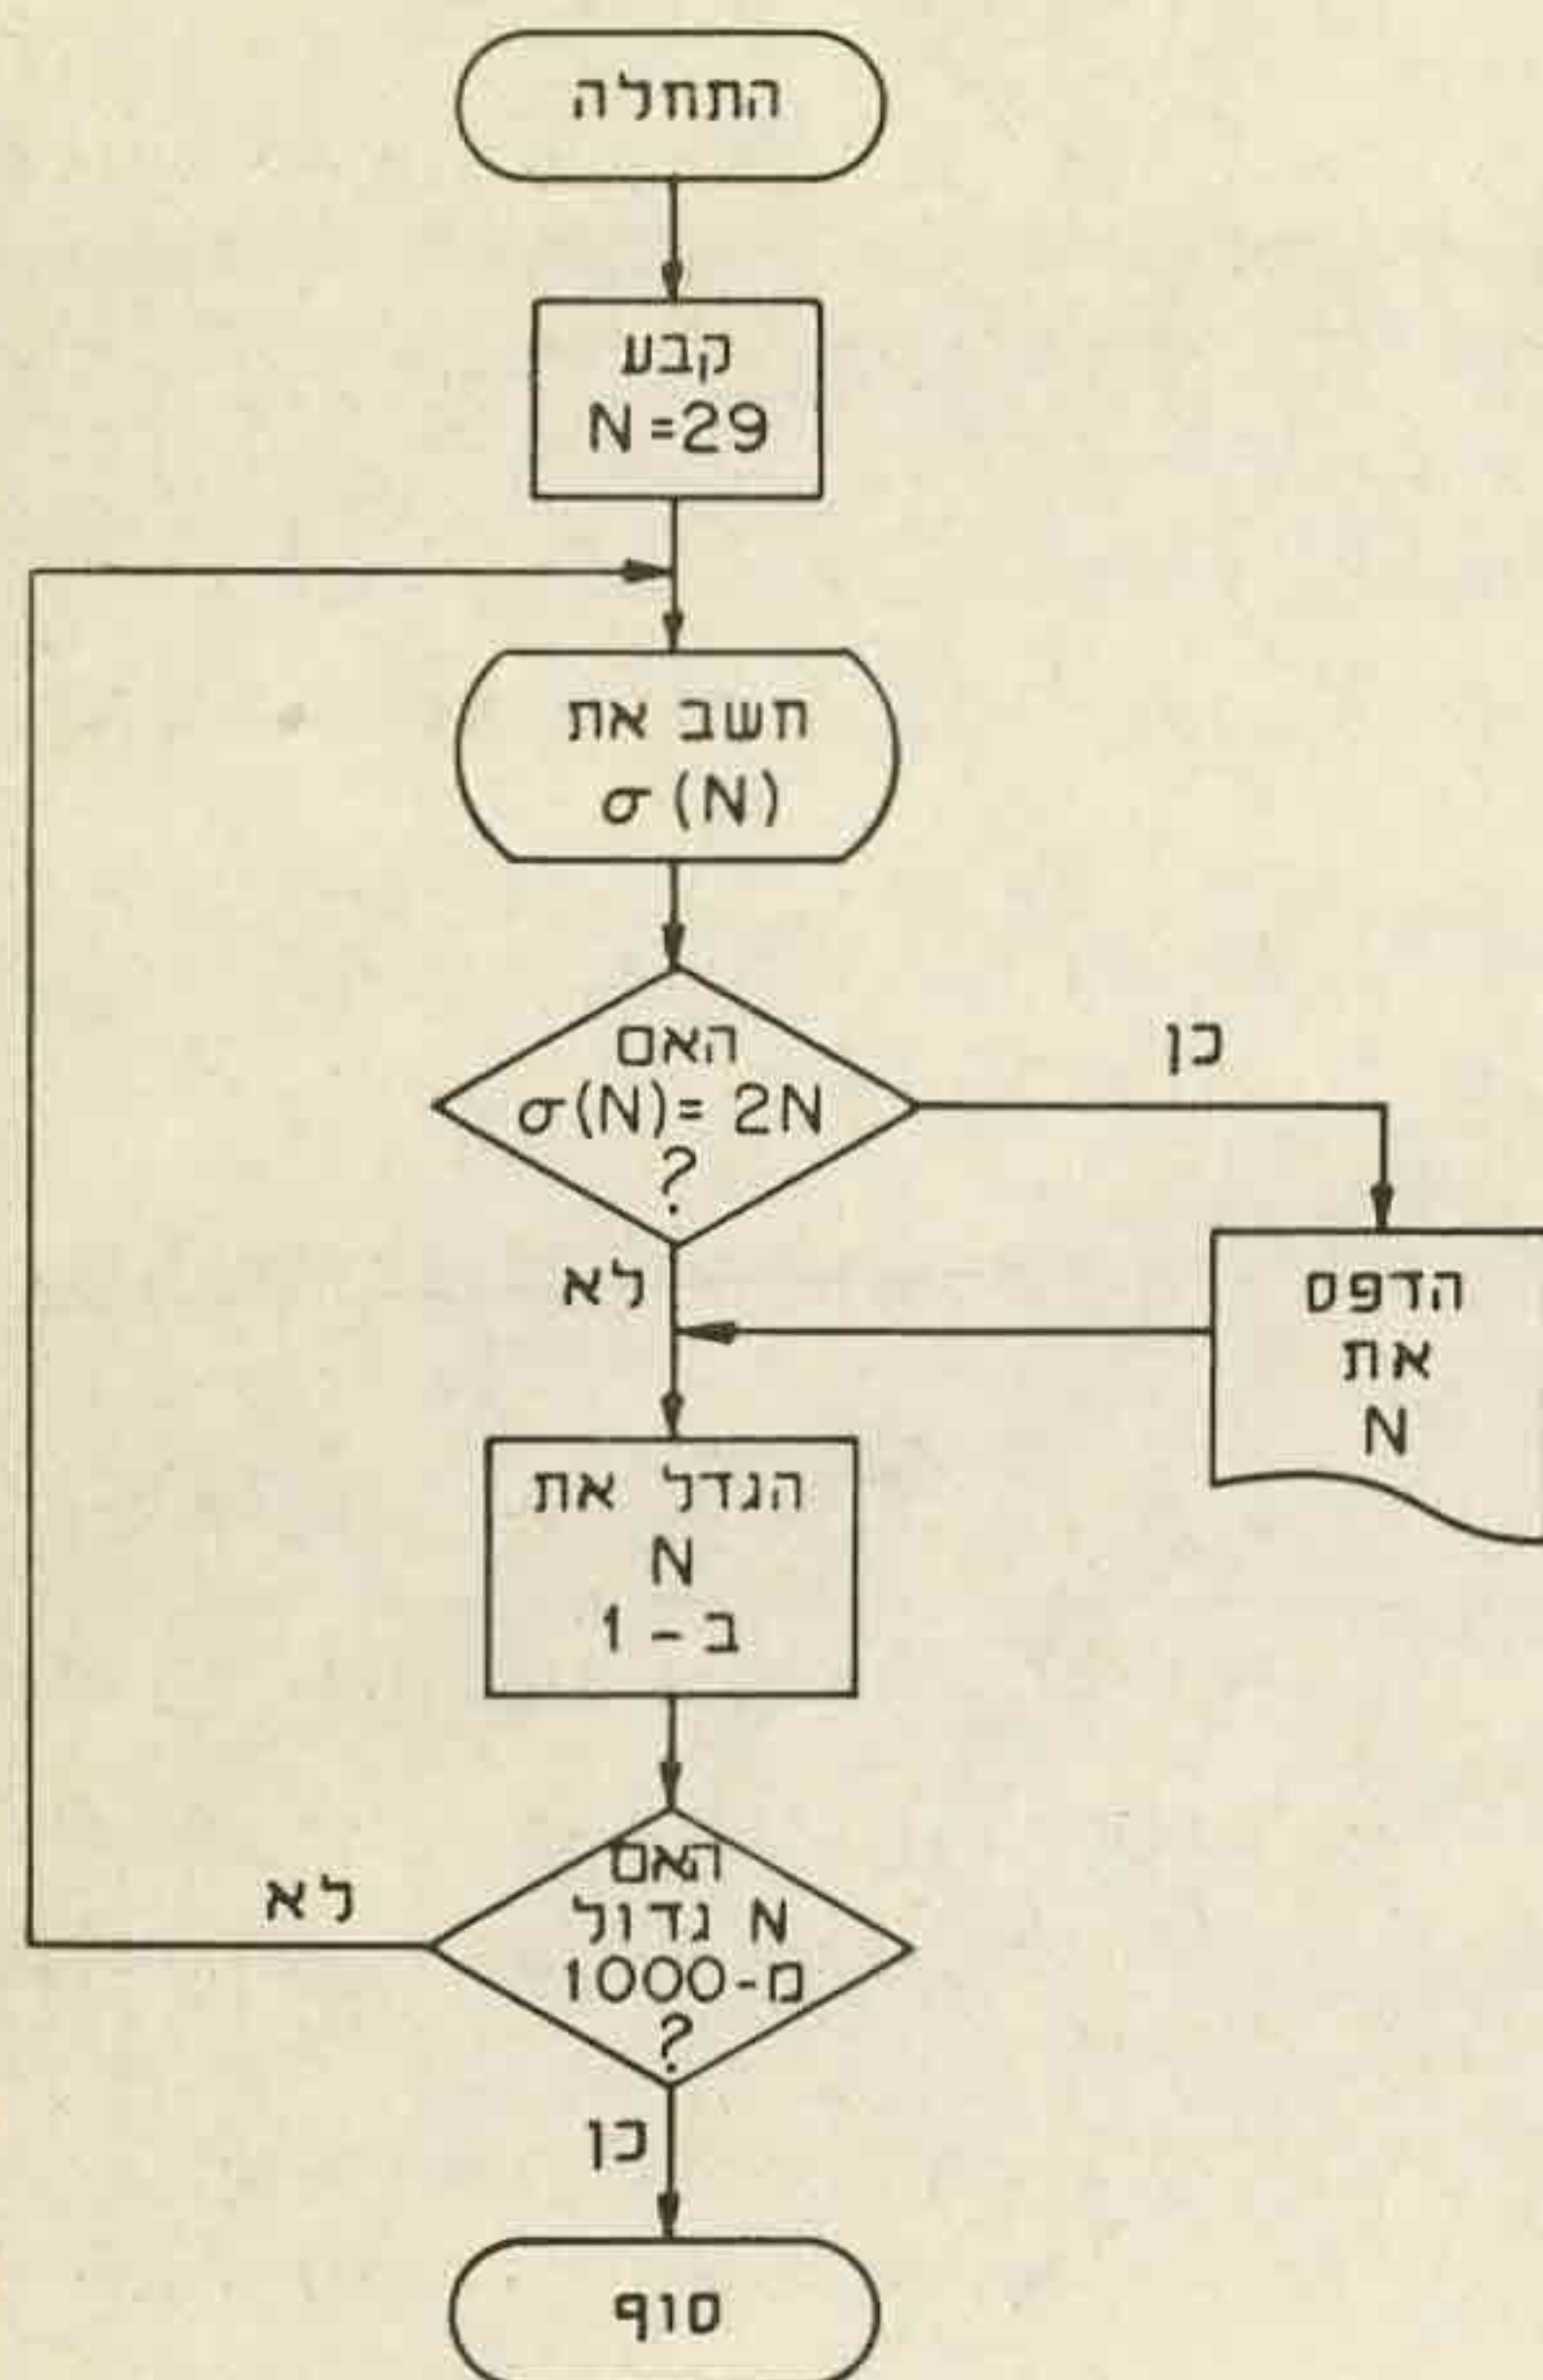 התחלה
קבע
N=29
חשב את
σ(N)
האם
σ(N)= 2N
?
כן
לא
הדפס
את
N
הגדל את
N
ב - 1
האם
N גדול
מ-1000
?
לא
כן
סוף